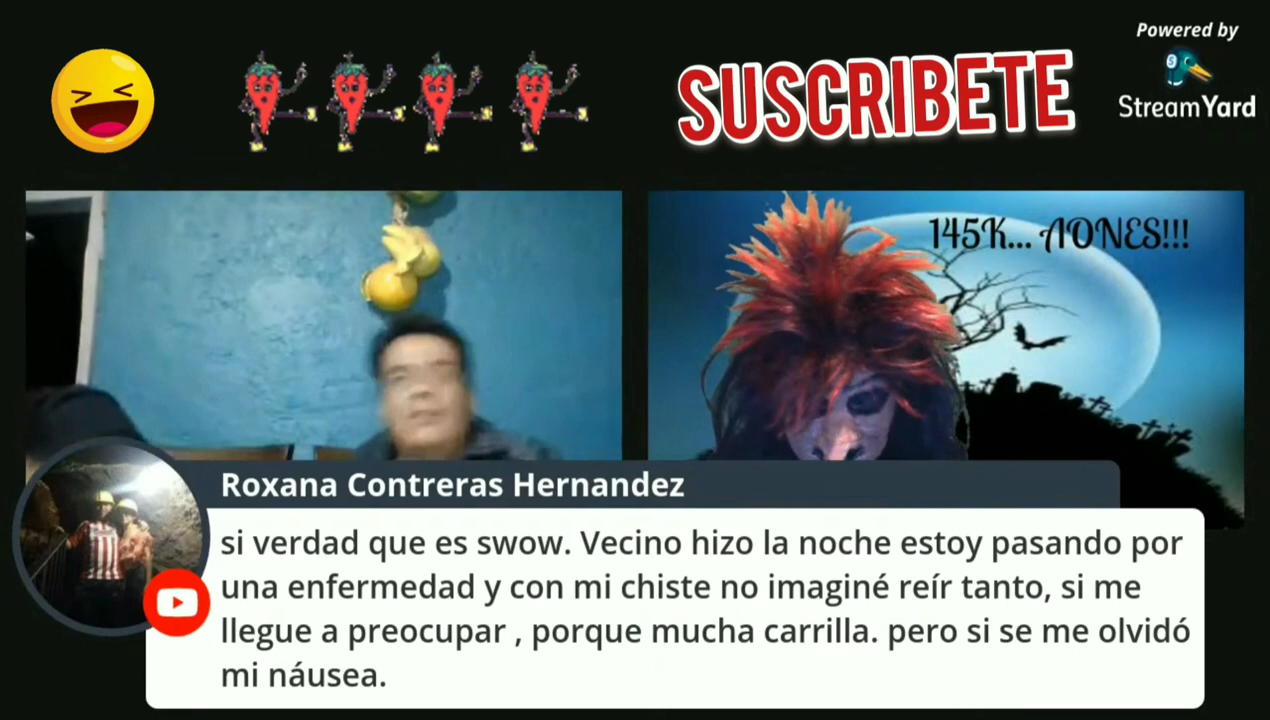 Powered by
StreamYard
SUSCRIBETE
145K... AONES!!!
Roxana Contreras Hernandez
si verdad que es swow. Vecino hizo la noche estoy pasando por
una enfermedad y con mi chiste no imaginé reír tanto, si me
llegue a preocupar , porque mucha carrilla. pero si se me olvidó
mi náusea.